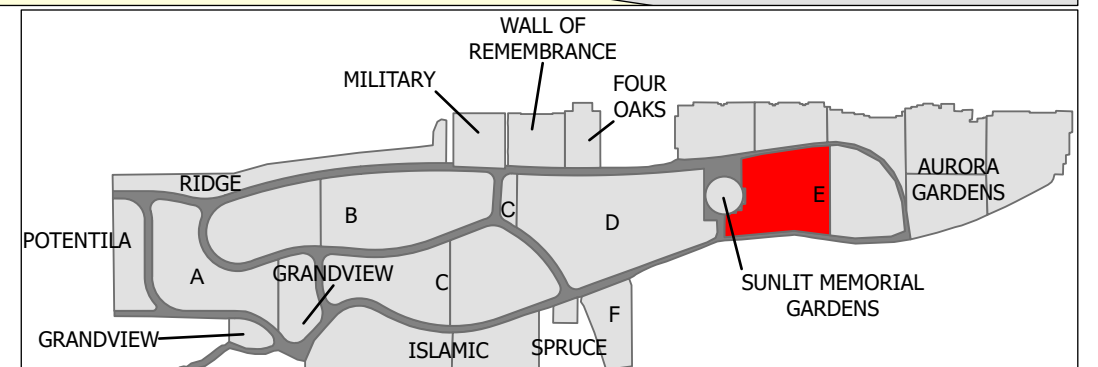 WALL OF
REMEMBRANCE
MILITARY
FOUR
OAKS
RIDGE
AURORA
GARDENS
B
C
D
E
POTENTILA
A
GRANDVIEW
C
SUNLIT MEMORIAL
GARDENS
GRANDVIEW
ISLAMIC
SPRUCE
F